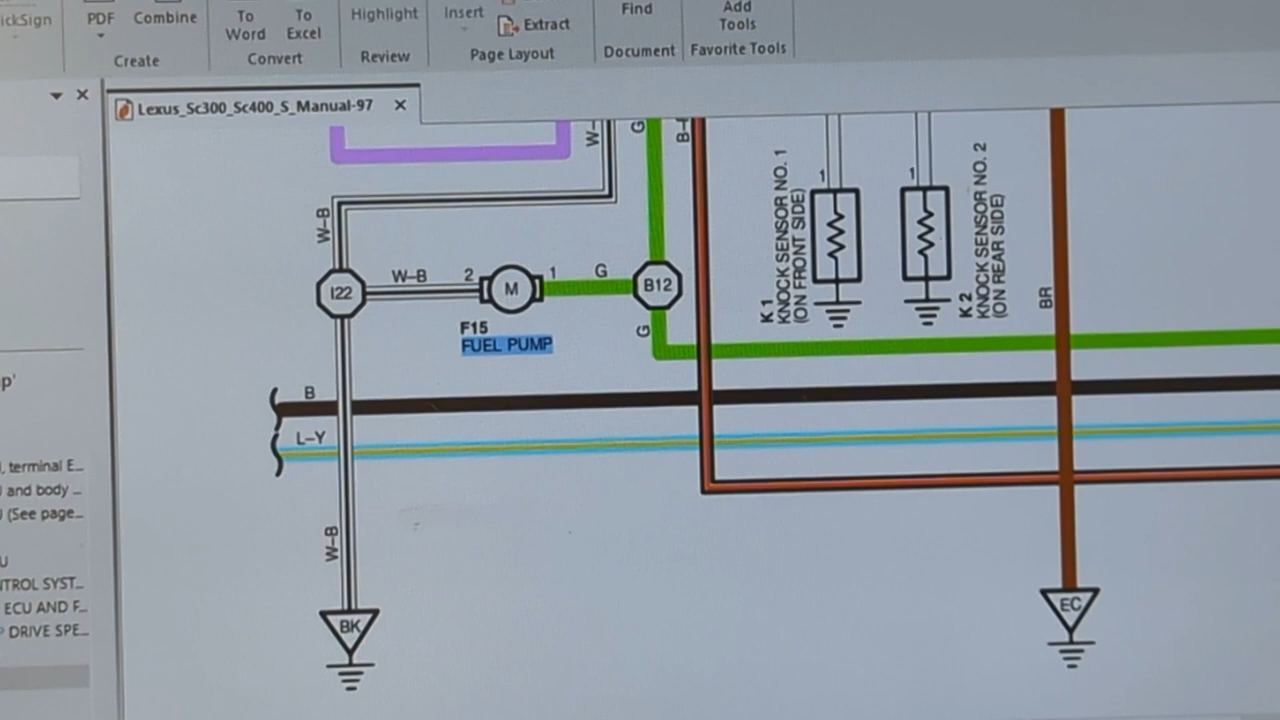 PDF
Combine
Create
To Word
To Excel
Convert
Highlight
Review
Insert
Extract
Page Layout
Find
Document
Add Tools
Favorite Tools
Lexus_Sc300_Sc400_S_Manual-97
W-B
I22
W-B
2
M
1
G
B12
G
G
F15
FUEL PUMP
B
L-Y
W-B
BK
1
K 1
KNOCK SENSOR NO. 1
(ON FRONT SIDE)
1
K 2
KNOCK SENSOR NO. 2
(ON REAR SIDE)
BR
EC
p'
, terminal E...
) and body ...
J (See page...
U
NTROL SYST...
ECU AND F...
DRIVE SPE...